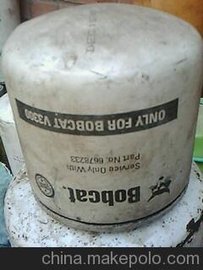 Bobcat.
Service Only With
Part No. 6678233
ONLY FOR BOBCAT V3300
china.makepolo.com